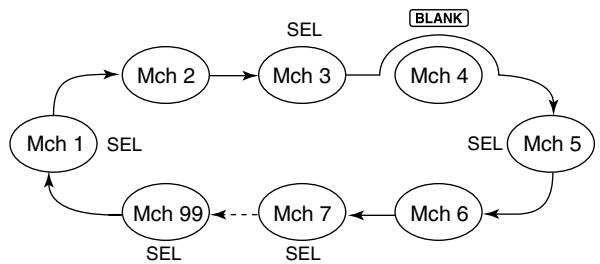 BLANK
SEL
Mch 2
Mch 3
Mch 4
Mch 1
SEL
SEL
Mch 5
Mch 99
Mch 7
Mch 6
SEL
SEL